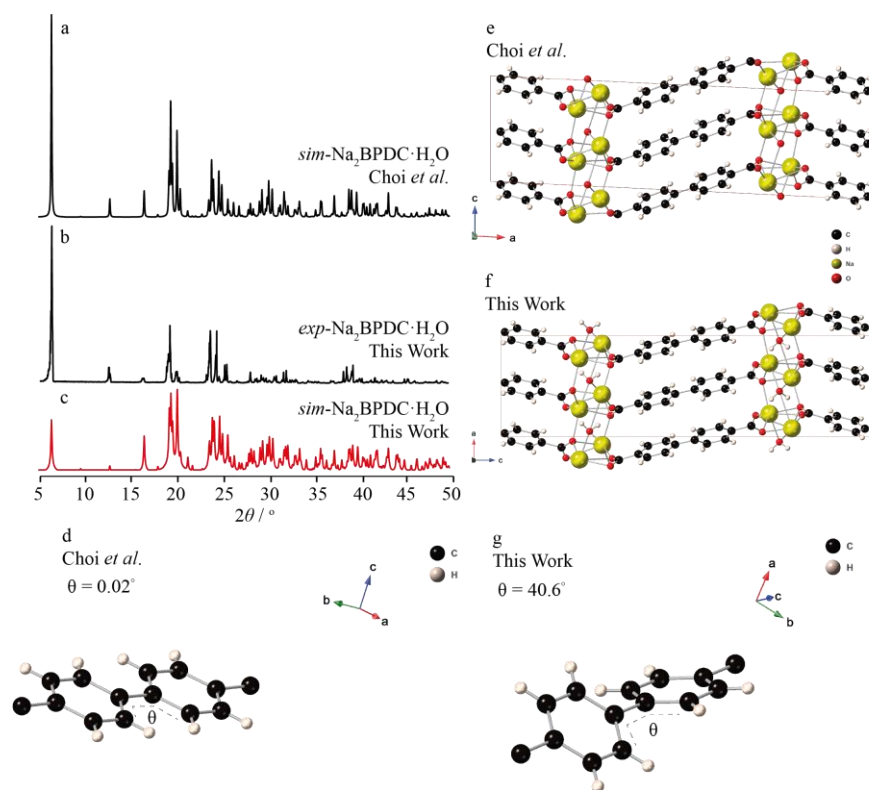 a
sim-Na₂BPDC·H₂O
Choi et al.
b
exp-Na₂BPDC·H₂O
This Work
c
sim-Na₂BPDC·H₂O
This Work
5 10 15 20 25 30 35 40 45 50
2θ / °
d
Choi et al.
θ = 0.02°
c
b
a
C
H
θ
e
Choi et al.
c
b
a
C
H
Na
O
f
This Work
a
b
c
g
This Work
θ = 40.6°
a
c
b
C
H
θ